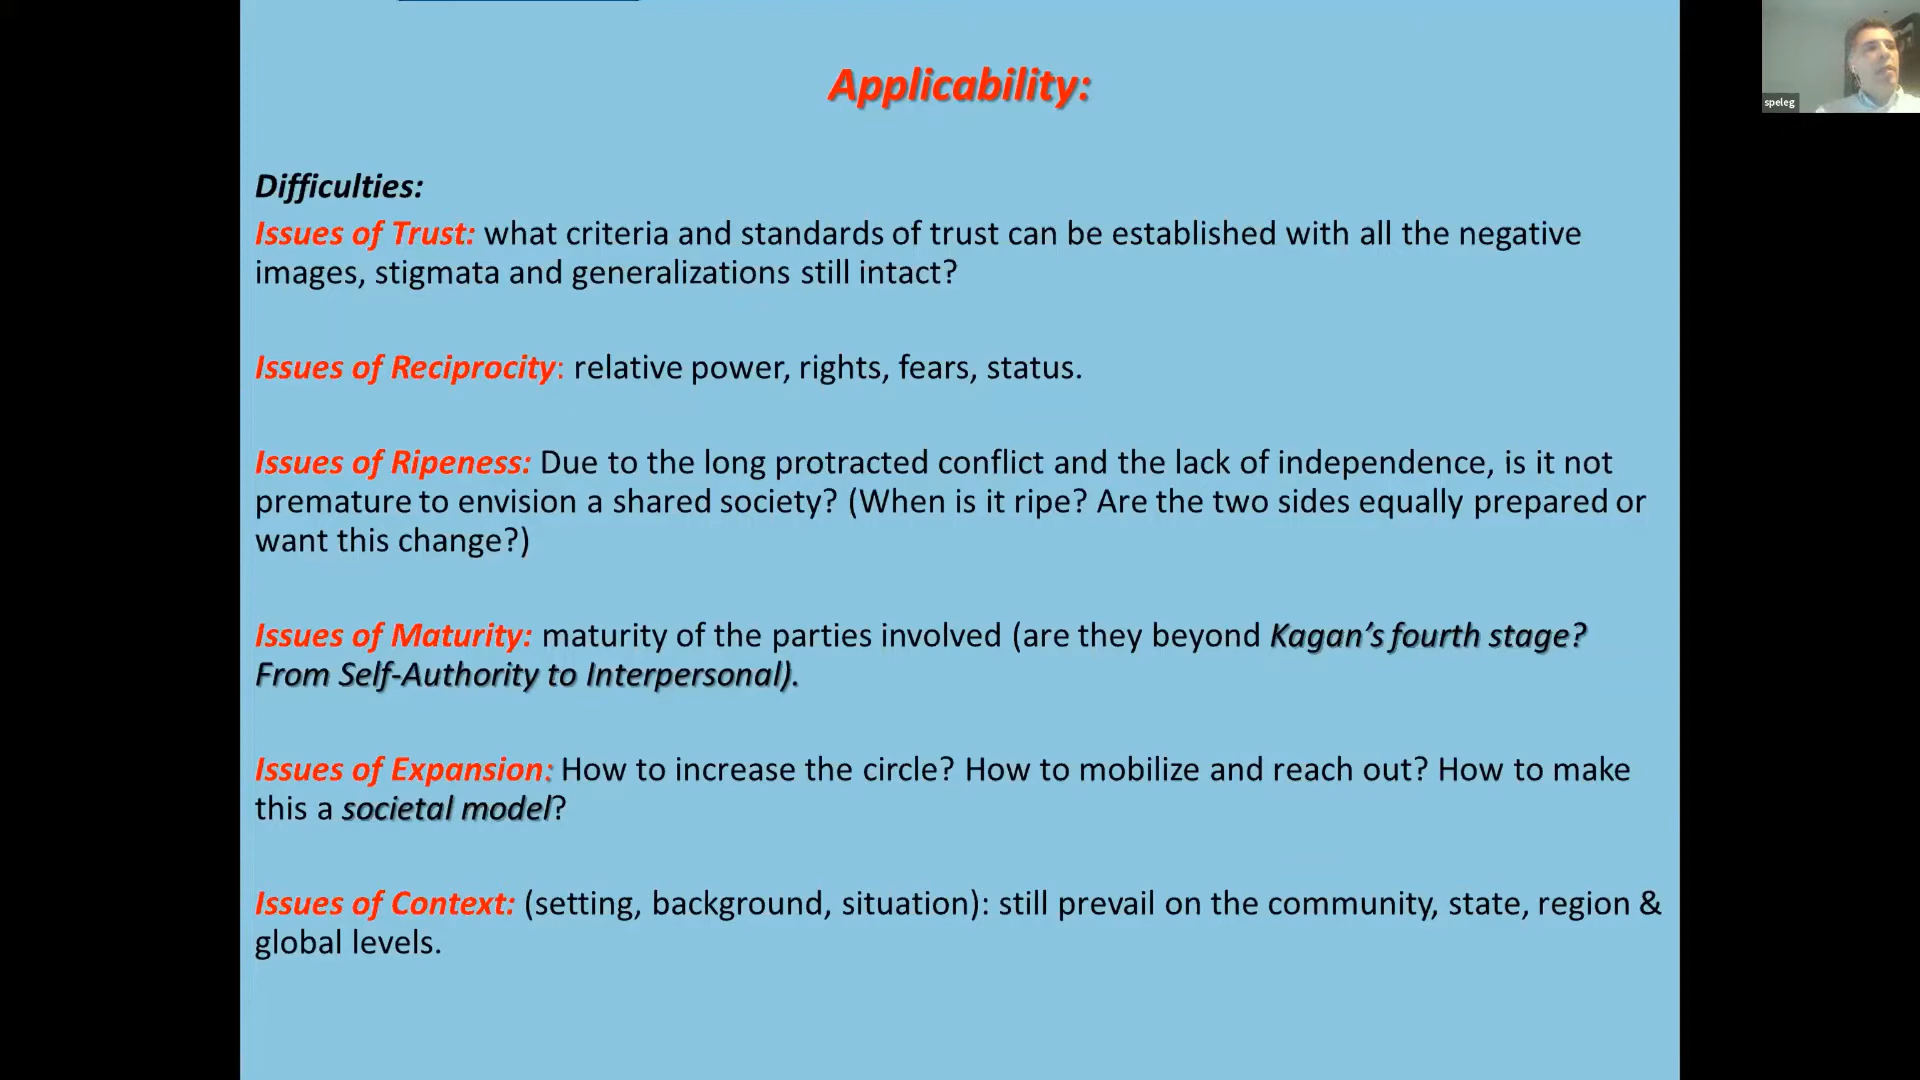 Applicability:
speleg
Difficulties:
Issues of Trust: what criteria and standards of trust can be established with all the negative
images, stigmata and generalizations still intact?
Issues of Reciprocity: relative power, rights, fears, status.
Issues of Ripeness: Due to the long protracted conflict and the lack of independence, is it not
premature to envision a shared society? (When is it ripe? Are the two sides equally prepared or
want this change?)
Issues of Maturity: maturity of the parties involved (are they beyond Kagan's fourth stage?
From Self-Authority to Interpersonal).
Issues of Expansion: How to increase the circle? How to mobilize and reach out? How to make
this a societal model?
Issues of Context: (setting, background, situation): still prevail on the community, state, region &
global levels.